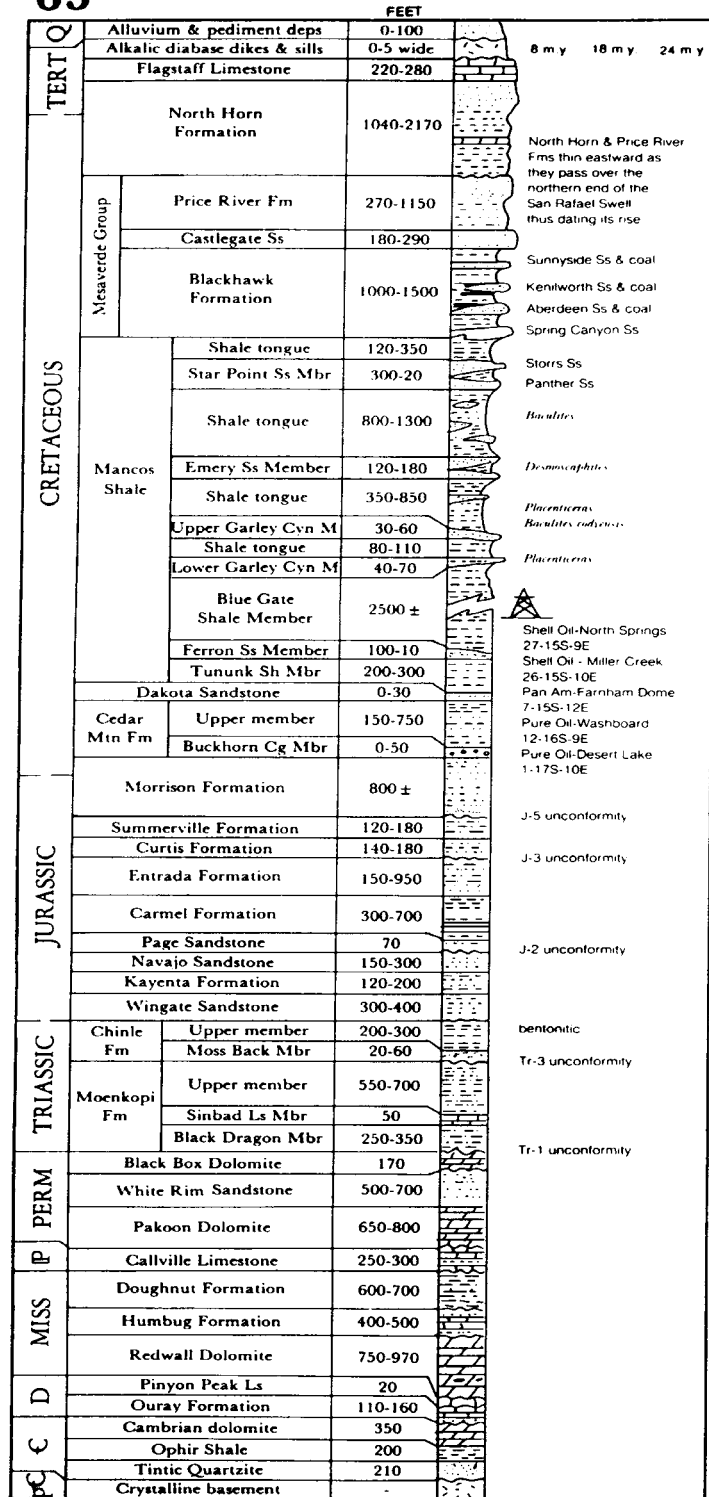 FEET
Q
Alluvium & pediment deps 0-100
Alkalic diabase dikes & sills 0-5 wide
8 m y 18 m y. 24 m y
TERT
Flagstaff Limestone 220-280
North Horn
Formation
1040-2170
North Horn & Price River
Fms thin eastward as
they pass over the
northern end of the
San Rafael Swell
thus dating its rise
CRETACEOUS
Mesaverde Group
Price River Fm 270-1150
Castlegate Ss 180-290
Blackhawk
Formation
1000-1500
Sunnyside Ss & coal
Kenilworth Ss & coal
Aberdeen Ss & coal
Spring Canyon Ss
Mancos
Shale
Shale tongue 120-350
Star Point Ss Mbr 300-20
Storrs Ss
Panther Ss
Shale tongue 800-1300
Baculites
Emery Ss Member 120-180
Desmoscaphites
Shale tongue 350-850
Placenticeras
Upper Garley Cyn M 30-60
Baculites codyensis
Shale tongue 80-110
Lower Garley Cyn M 40-70
Placenticeras
Blue Gate
Shale Member
2500 ±
Ferron Ss Member 100-10
Tununk Sh Mbr 200-300
Shell Oil-North Springs
27-15S-9E
Shell Oil - Miller Creek
26-15S-10E
Pan Am-Farnham Dome
7-15S-12E
Pure Oil-Washboard
12-16S-9E
Pure Oil-Desert Lake
1-17S-10E
Dakota Sandstone 0-30
Cedar
Mtn Fm
Upper member 150-750
Buckhorn Cg Mbr 0-50
JURASSIC
Morrison Formation 800 ±
J-5 unconformity
Summerville Formation 120-180
Curtis Formation 140-180
J-3 unconformity
Entrada Formation 150-950
Carmel Formation 300-700
Page Sandstone 70
J-2 unconformity
Navajo Sandstone 150-300
Kayenta Formation 120-200
Wingate Sandstone 300-400
TRIASSIC
Chinle
Fm
Upper member 200-300
bentonitic
Moss Back Mbr 20-60
Tr-3 unconformity
Moenkopi
Fm
Upper member 550-700
Sinbad Ls Mbr 50
Black Dragon Mbr 250-350
Tr-1 unconformity
PERM
Black Box Dolomite 170
White Rim Sandstone 500-700
Pakoon Dolomite 650-800
ℙ
Callville Limestone 250-300
MISS
Doughnut Formation 600-700
Humbug Formation 400-500
Redwall Dolomite 750-970
D
Pinyon Peak Ls 20
Ouray Formation 110-160
Є
Cambrian dolomite 350
Ophir Shale 200
Tintic Quartzite 210
pЄ
Crystalline basement -